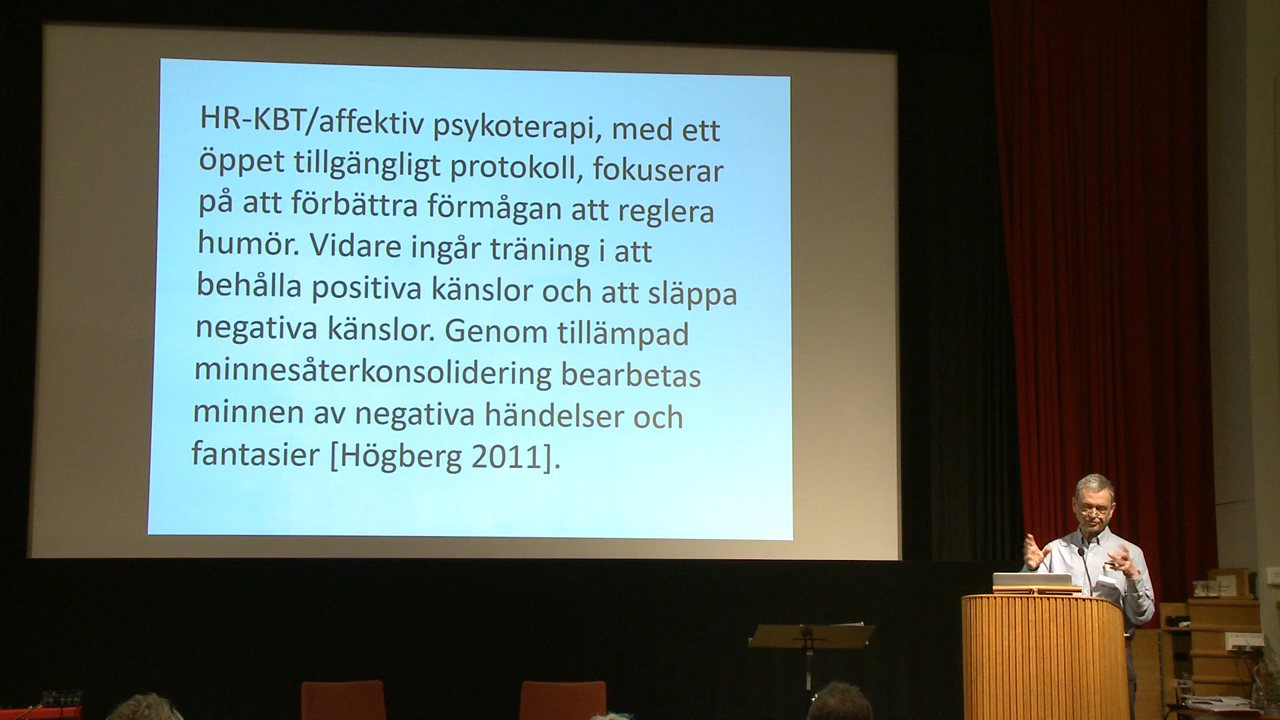 HR-KBT/affektiv psykoterapi, med ett
öppet tillgängligt protokoll, fokuserar
på att förbättra förmågan att reglera
humör. Vidare ingår träning i att
behålla positiva känslor och att släppa
negativa känslor. Genom tillämpad
minnesåterkonsolidering bearbetas
minnen av negativa händelser och
fantasier [Högberg 2011].